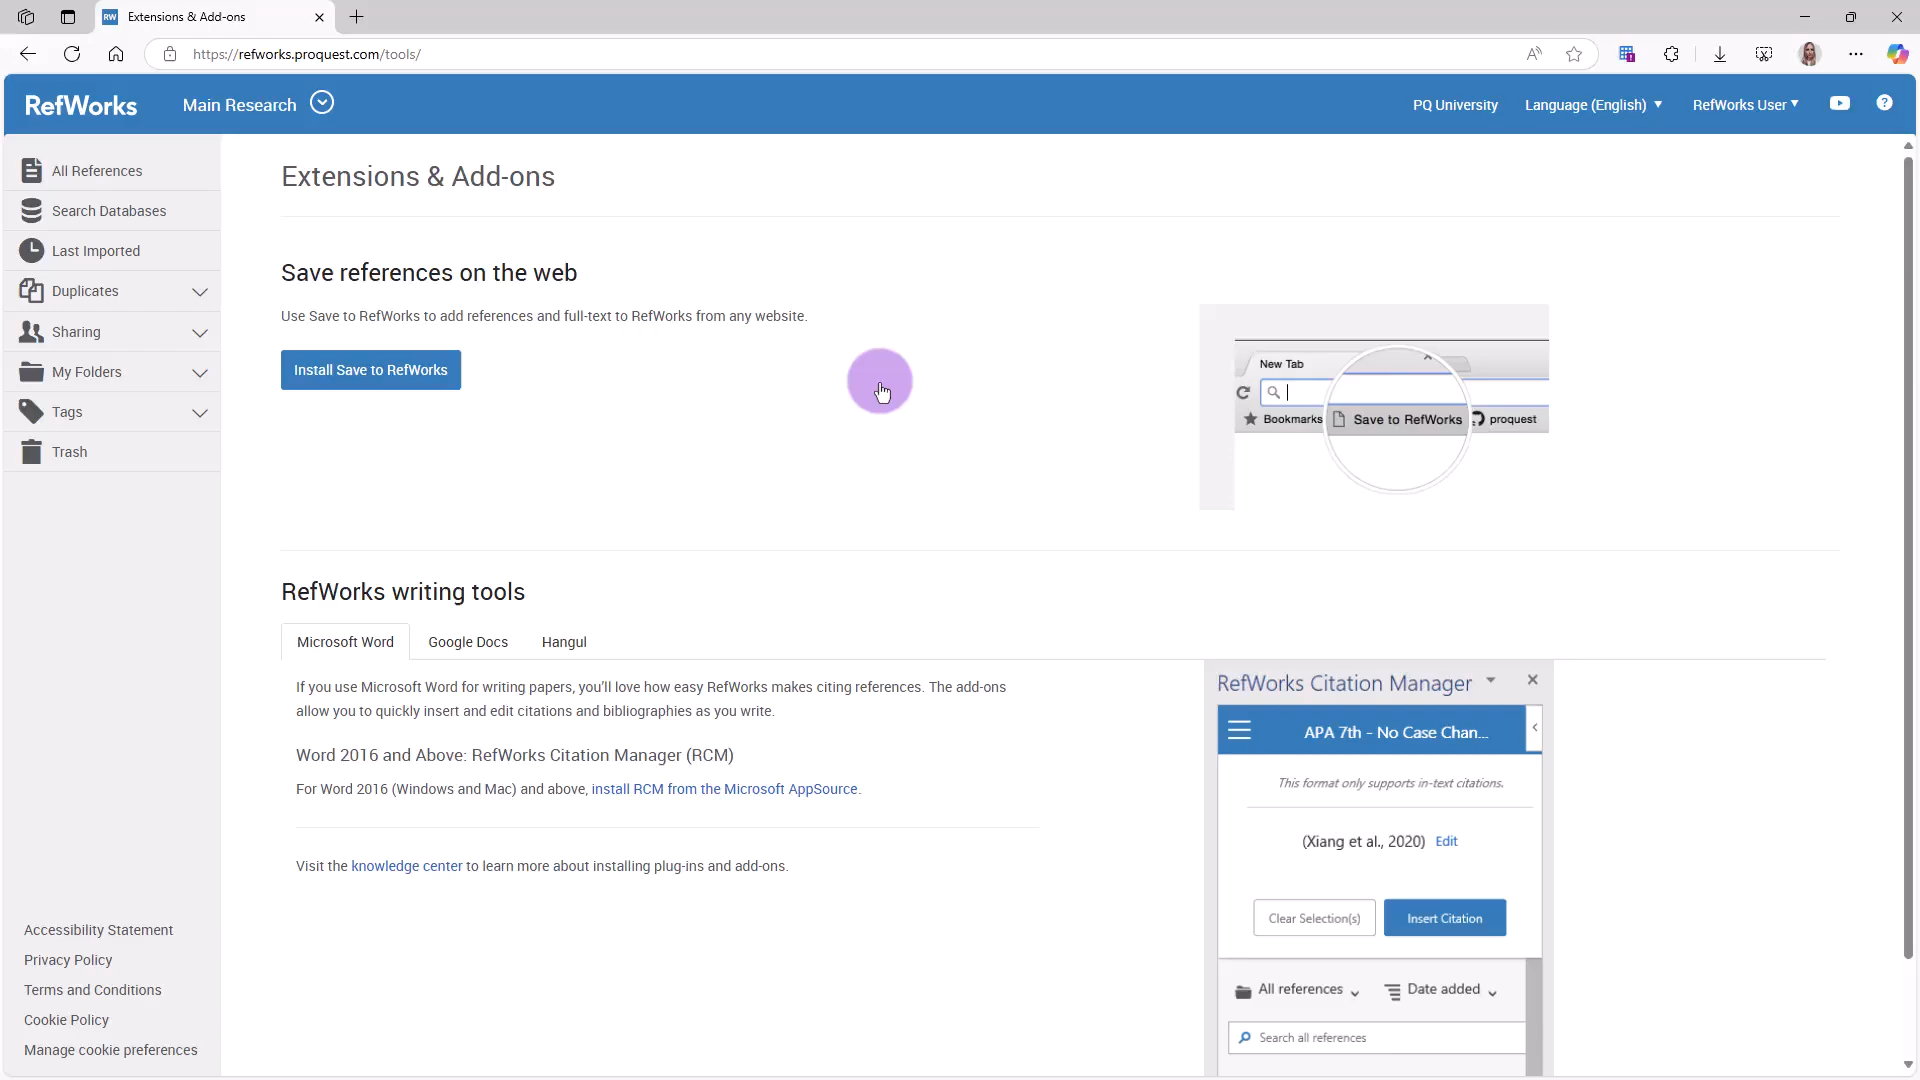 RW Extensions & Add-ons
https://refworks.proquest.com/tools/
RefWorks
Main Research
PQ University
Language (English)
RefWorks User
?
All References
Search Databases
Last Imported
Duplicates
Sharing
My Folders
Tags
Trash
Accessibility Statement
Privacy Policy
Terms and Conditions
Cookie Policy
Manage cookie preferences
Extensions & Add-ons
Save references on the web
Use Save to RefWorks to add references and full-text to RefWorks from any website.
Install Save to RefWorks
New Tab
Bookmarks
Save to RefWorks
proquest
RefWorks writing tools
Microsoft Word
Google Docs
Hangul
If you use Microsoft Word for writing papers, you'll love how easy RefWorks makes citing references. The add-ons
allow you to quickly insert and edit citations and bibliographies as you write.
Word 2016 and Above: RefWorks Citation Manager (RCM)
For Word 2016 (Windows and Mac) and above, install RCM from the Microsoft AppSource.
Visit the knowledge center to learn more about installing plug-ins and add-ons.
RefWorks Citation Manager
APA 7th - No Case Chan...
This format only supports in-text citations.
(Xiang et al., 2020) Edit
Clear Selection(s)
Insert Citation
All references
Date added
Search all references